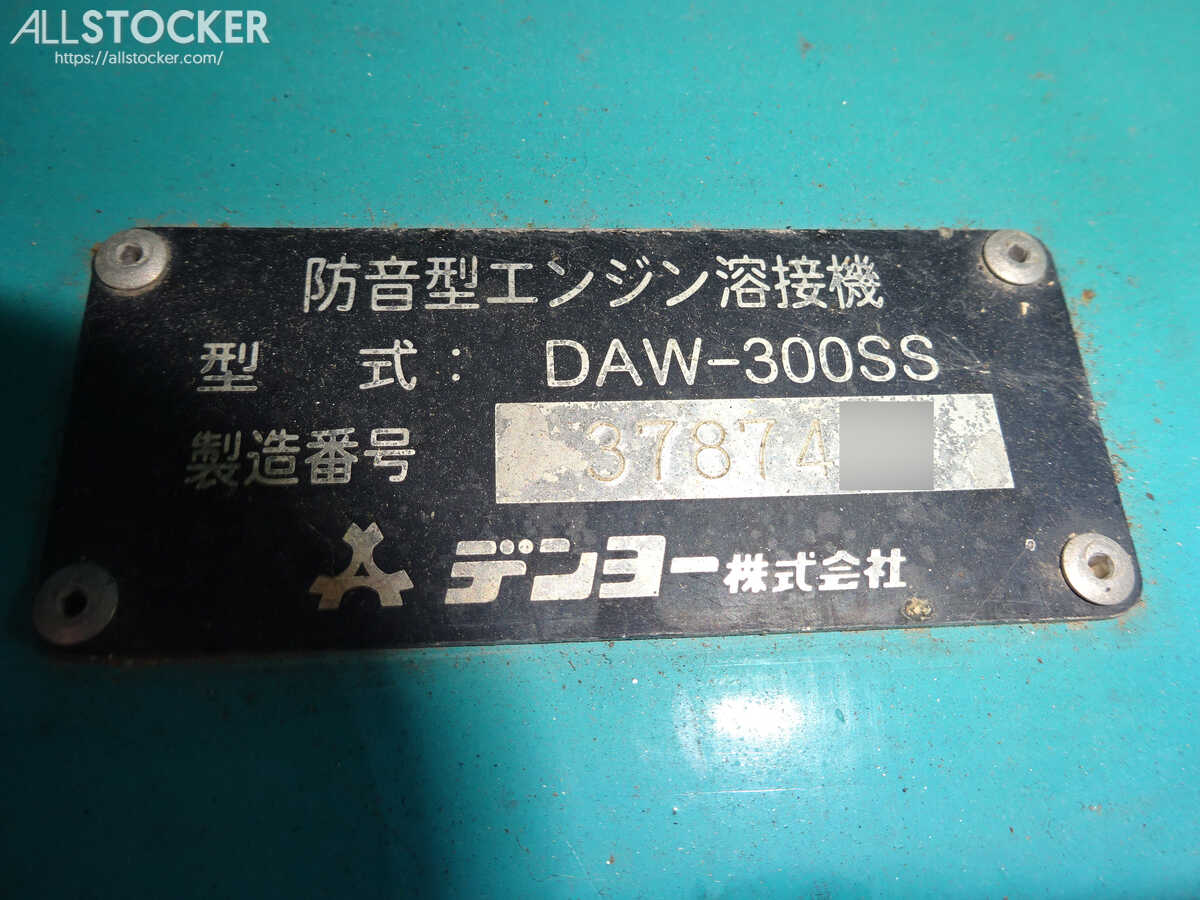 ALLSTOCKER
https://allstocker.com/
防音型エンジン溶接機
型 式： DAW-300SS
製造番号 37874
デンヨー株式会社